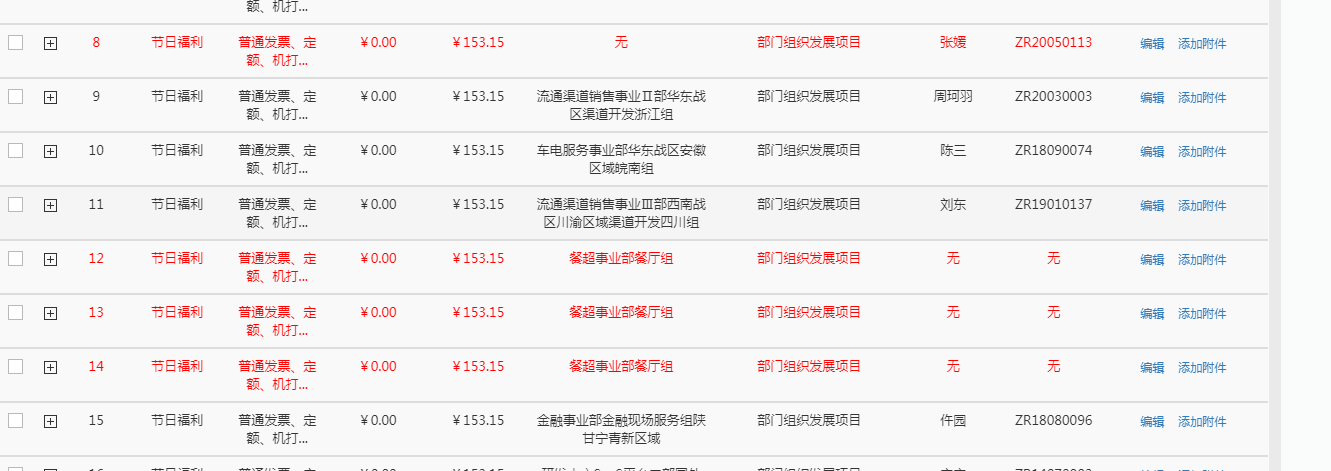 额、机打...
8 节日福利 普通发票、定 ￥0.00 ￥153.15 无 部门组织发展项目 张媛 ZR20050113 编辑 添加附件
额、机打...
9 节日福利 普通发票、定 ￥0.00 ￥153.15 流通渠道销售事业Ⅱ部华东战 部门组织发展项目 周珂羽 ZR20030003 编辑 添加附件
额、机打... 区渠道开发浙江组
10 节日福利 普通发票、定 ￥0.00 ￥153.15 车电服务事业部华东战区安徽 部门组织发展项目 陈三 ZR18090074 编辑 添加附件
额、机打... 区域皖南组
11 节日福利 普通发票、定 ￥0.00 ￥153.15 流通渠道销售事业Ⅲ部西南战 部门组织发展项目 刘东 ZR19010137 编辑 添加附件
额、机打... 区川渝区域渠道开发四川组
12 节日福利 普通发票、定 ￥0.00 ￥153.15 餐超事业部餐厅组 部门组织发展项目 无 无 编辑 添加附件
额、机打...
13 节日福利 普通发票、定 ￥0.00 ￥153.15 餐超事业部餐厅组 部门组织发展项目 无 无 编辑 添加附件
额、机打...
14 节日福利 普通发票、定 ￥0.00 ￥153.15 餐超事业部餐厅组 部门组织发展项目 无 无 编辑 添加附件
额、机打...
15 节日福利 普通发票、定 ￥0.00 ￥153.15 金融事业部金融现场服务组陕 部门组织发展项目 仵园 ZR18080096 编辑 添加附件
额、机打... 甘宁青新区域